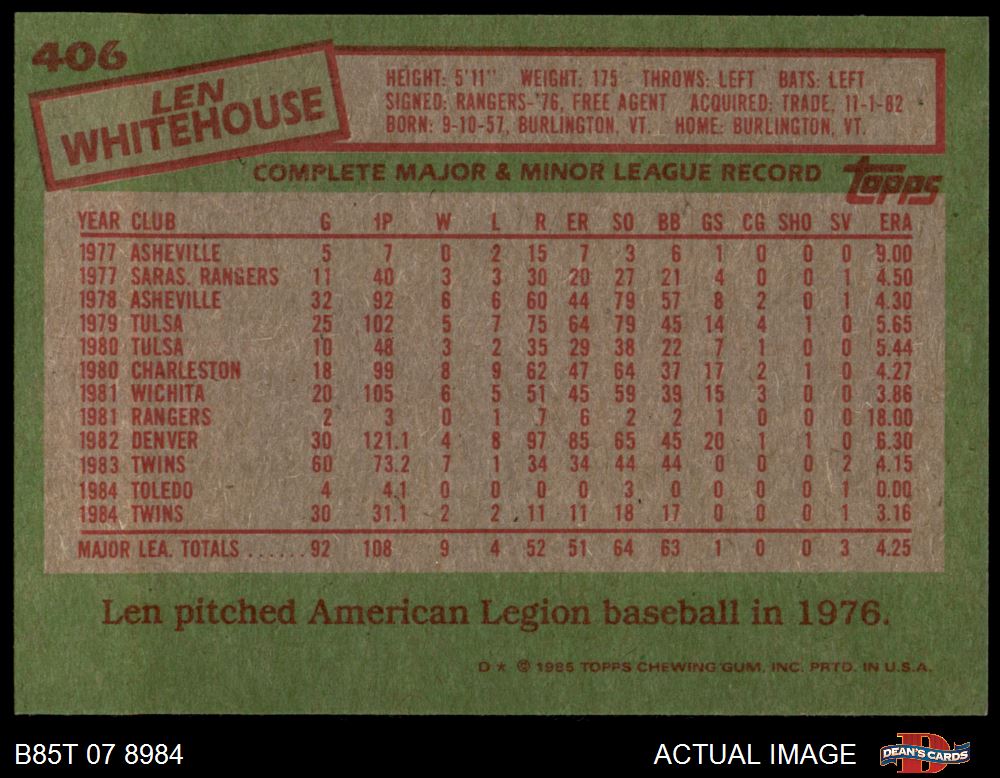 406
LEN
WHITEHOUSE
HEIGHT: 5'11" WEIGHT: 175 THROWS: LEFT BATS: LEFT
SIGNED: RANGERS-'76, FREE AGENT ACQUIRED: TRADE, 11-1-82
BORN: 9-10-57, BURLINGTON, VT. HOME: BURLINGTON, VT.
COMPLETE MAJOR & MINOR LEAGUE RECORD topps
YEAR CLUB G IP W L R ER SO BB GS CG SHO SV ERA
1977 ASHEVILLE 5 7 0 2 15 7 3 6 1 0 0 0 9.00
1977 SARAS. RANGERS 11 40 3 3 30 20 27 21 4 0 0 1 4.50
1978 ASHEVILLE 32 92 6 6 60 44 79 57 8 2 0 1 4.30
1979 TULSA 25 102 5 7 75 64 79 45 14 4 1 0 5.65
1980 TULSA 10 48 3 2 35 29 38 22 7 1 0 0 5.44
1980 CHARLESTON 18 99 8 9 62 47 64 37 17 2 1 0 4.27
1981 WICHITA 20 105 6 5 51 45 59 39 15 3 0 0 3.86
1981 RANGERS 2 3 0 1 7 6 2 2 1 0 0 0 18.00
1982 DENVER 30 121.1 4 8 97 85 65 45 20 1 1 0 6.30
1983 TWINS 60 73.2 7 1 34 34 44 44 0 0 0 2 4.15
1984 TOLEDO 4 4.1 0 0 0 0 3 0 0 0 0 1 0.00
1984 TWINS 30 31.1 2 2 11 11 18 17 0 0 0 1 3.16
MAJOR LEA. TOTALS ...... 92 108 9 4 52 51 64 63 1 0 0 3 4.25
Len pitched American Legion baseball in 1976.
D * © 1985 TOPPS CHEWING GUM, INC. PRTD. IN U.S.A.
B85T 07 8984 ACTUAL IMAGE DEAN'S CARDS